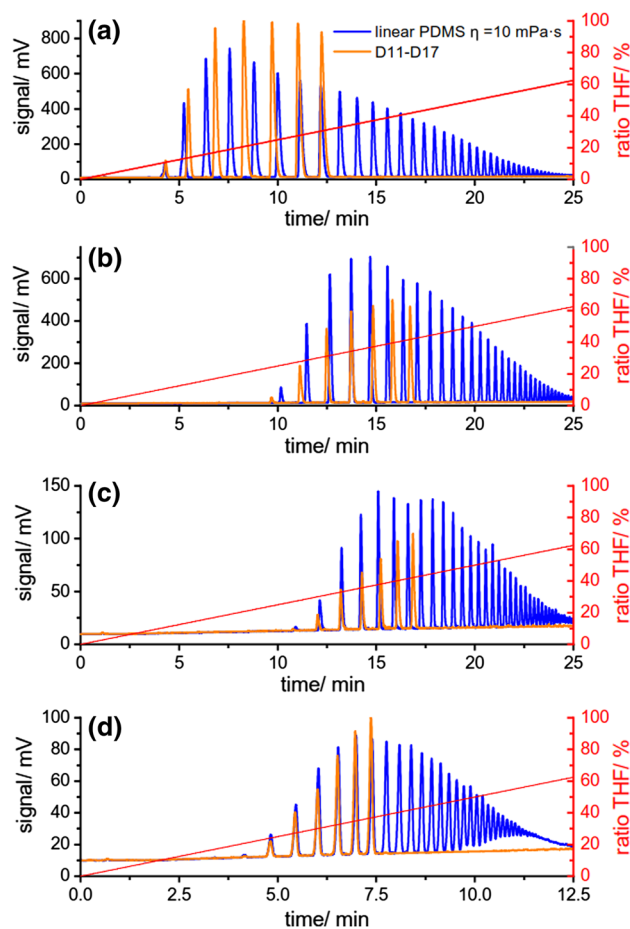 (a)
linear PDMS η =10 mPa·s
D11-D17
signal/ mV
800
600
400
200
0
ratio THF/ %
100
80
60
40
20
0
0 5 10 15 20 25
time/ min
(b)
signal/ mV
600
400
200
0
ratio THF/ %
100
80
60
40
20
0
0 5 10 15 20 25
time/ min
(c)
signal/ mV
150
100
50
0
ratio THF/ %
100
80
60
40
20
0
0 5 10 15 20 25
time/ min
(d)
signal/ mV
100
80
60
40
20
0
ratio THF/ %
100
80
60
40
20
0
0.0 2.5 5.0 7.5 10.0 12.5
time/ min